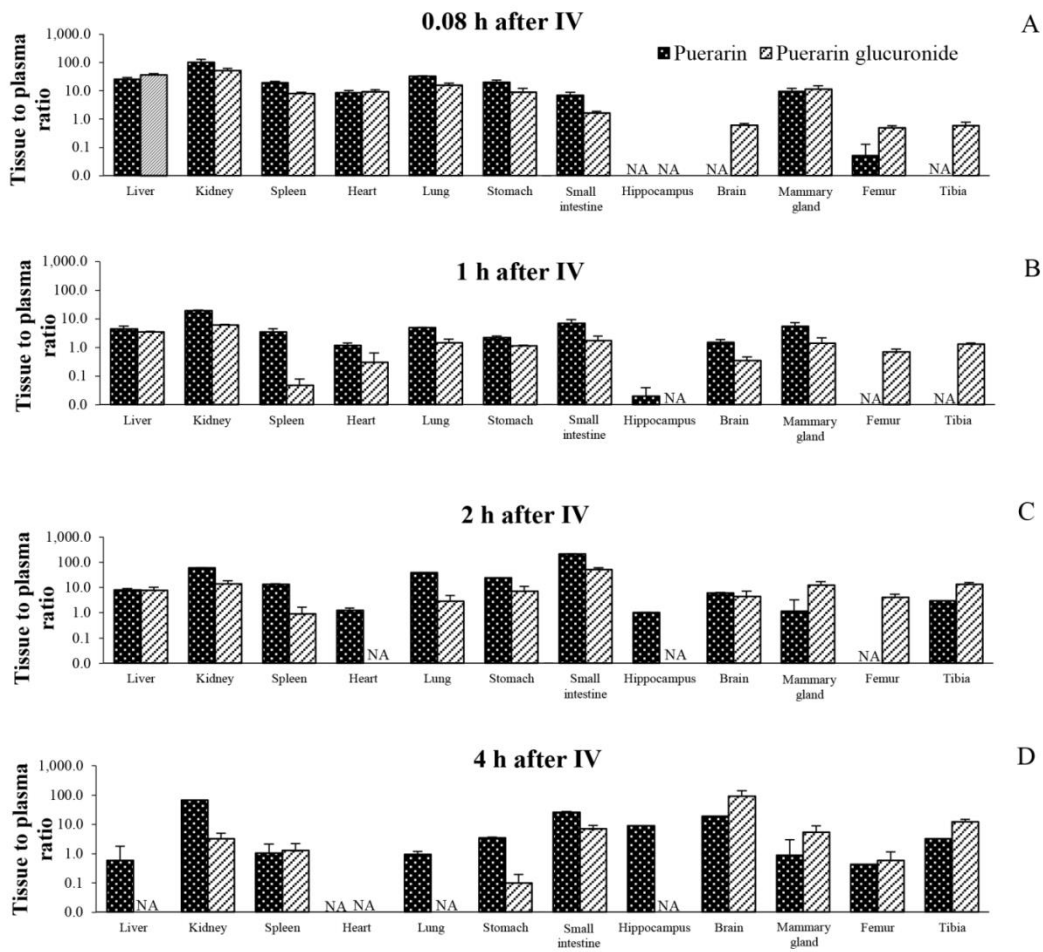 0.08 h after IV
A
Puerarin
Puerarin glucuronide
Tissue to plasma
ratio
1,000.0
100.0
10.0
1.0
0.1
0.0
NA NA NA NA
Liver Kidney Spleen Heart Lung Stomach Small intestine Hippocampus Brain Mammary gland Femur Tibia
1 h after IV
B
Tissue to plasma
ratio
1,000.0
100.0
10.0
1.0
0.1
0.0
NA NA NA
Liver Kidney Spleen Heart Lung Stomach Small intestine Hippocampus Brain Mammary gland Femur Tibia
2 h after IV
C
Tissue to plasma
ratio
1,000.0
100.0
10.0
1.0
0.1
0.0
NA NA NA
Liver Kidney Spleen Heart Lung Stomach Small intestine Hippocampus Brain Mammary gland Femur Tibia
4 h after IV
D
Tissue to plasma
ratio
1,000.0
100.0
10.0
1.0
0.1
0.0
NA NA NA NA NA
Liver Kidney Spleen Heart Lung Stomach Small intestine Hippocampus Brain Mammary gland Femur Tibia